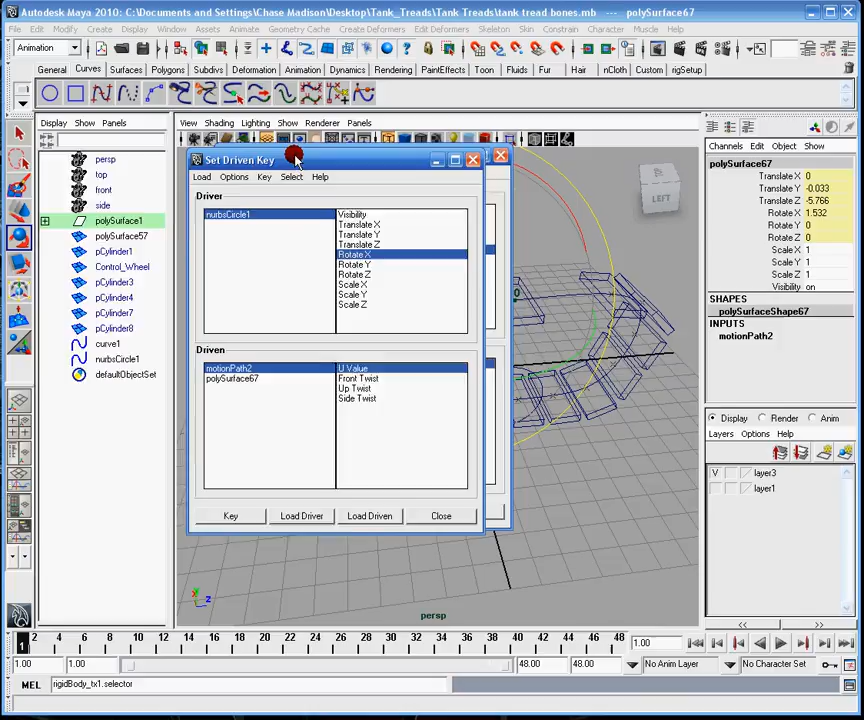 Autodesk Maya 2010: C:\Documents and Settings\Chase Madison\Desktop\Tank_Treads\Tank Treads\tank tread bones.mb --- polySurface67
File Edit Modify Create Display Window Assets Animate Geometry Cache Create Deformers Edit Deformers Skeleton Skin Constrain Character Muscle Help
Animation
General Curves Surfaces Polygons Subdivs Deformation Animation Dynamics Rendering PaintEffects Toon Fluids Fur Hair nCloth Custom rigSetup
Display Show Panels
View Shading Lighting Show Renderer Panels
persp
top
front
side
polySurface1
polySurface57
pCylinder1
Control_Wheel
pCylinder3
pCylinder4
pCylinder7
pCylinder8
curve1
nurbsCircle1
defaultObjectSet
Set Driven Key
Load Options Key Select Help
Driver
nurbsCircle1
Visibility
Translate X
Translate Y
Translate Z
Rotate X
Rotate Y
Rotate Z
Scale X
Scale Y
Scale Z
Driven
motionPath2
polySurface67
U Value
Front Twist
Up Twist
Side Twist
Key Load Driver Load Driven Close
LEFT
persp
Channels Edit Object Show
polySurface67
Translate X 0
Translate Y -0.033
Translate Z -5.766
Rotate X 1.532
Rotate Y 0
Rotate Z 0
Scale X 1
Scale Y 1
Scale Z 1
Visibility on
SHAPES
polySurfaceShape67
INPUTS
motionPath2
Display Render Anim
Layers Options Help
V layer3
layer1
1 2 4 6 8 10 12 14 16 18 20 22 24 26 28 30 32 34 36 38 40 42 44 46 48 1.00
1.00 1.00 48.00 48.00 No Anim Layer No Character Set
MEL rigidBody_tx1.selector